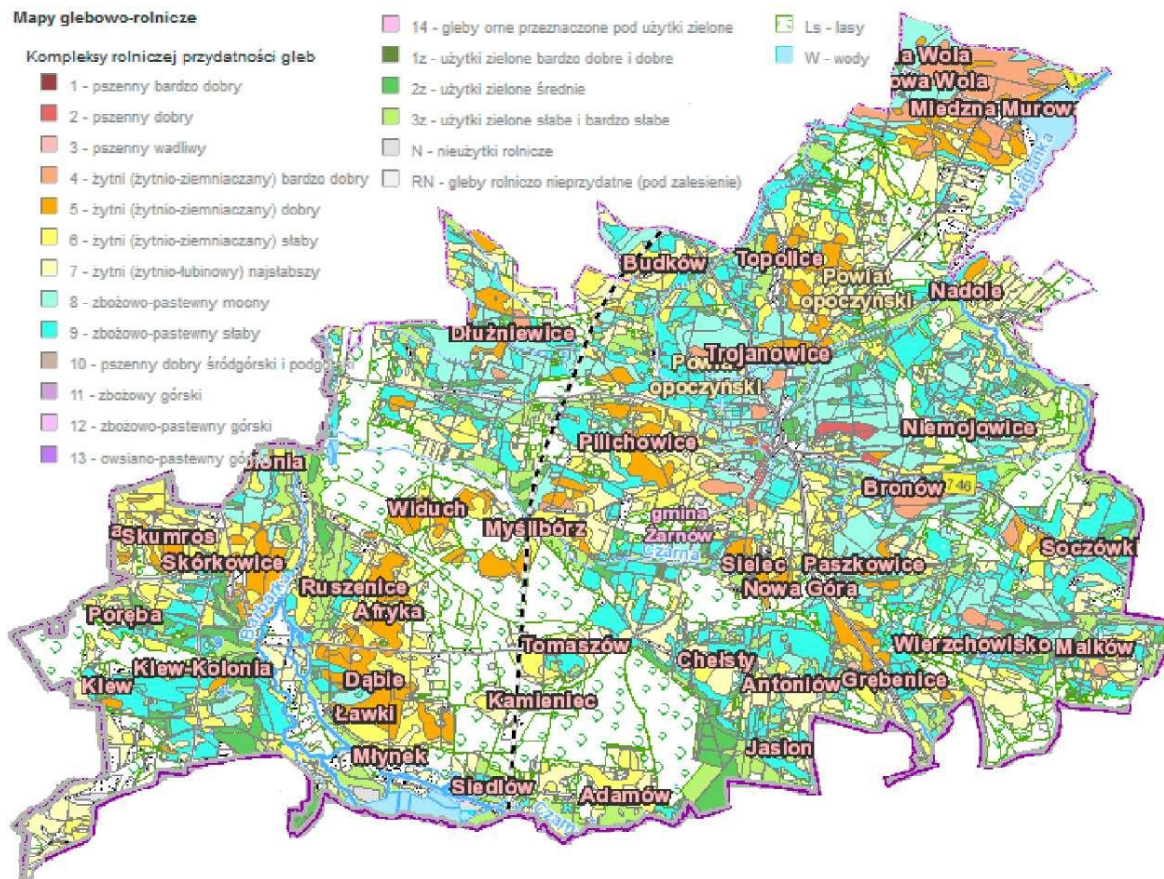 Mapy glebowo-rolnicze
Kompleksy rolniczej przydatności gleb
1 - pszenny bardzo dobry
2 - pszenny dobry
3 - pszenny wadliwy
4 - żytni (żytnio-ziemniaczany) bardzo dobry
5 - żytni (żytnio-ziemniaczany) dobry
6 - żytni (żytnio-ziemniaczany) słaby
7 - żytni (żytnio-łubinowy) najsłabszy
8 - zbożowo-pastewny mocny
9 - zbożowo-pastewny słaby
10 - pszenny dobry śródgórski i
11 - zbożowy górski
12 - zbożowo-pastewny górski
13 - owsiano-pastewny
14 - gleby orne przeznaczone pod użytki zielone
1z - użytki zielone bardzo dobre i dobre
2z - użytki zielone średnie
3z - użytki zielone słabe i bardzo słabe
N - nieużytki rolnicze
RN - gleby rolniczo nieprzydatne (pod zalesienie)
Ls - lasy
W - wody
Wola
owa Wola
Miedzna Murowa
Wąglanka
Budków
Topolice
Powiat
opoczyński
Nadole
Dłużniewice
Trojanowice
opoczyński
Pilichowice
Niemojowice
Bronów
746
Widuch
Myślibórz
gmina
Żarnów
Czarna
Skumros
Skórkowice
Sielec
Paszkowice
Soczówki
Ruszenice
Nowa Góra
Afryka
Poręba
Barbarka
Tomaszów
Chełsty
Wierzchowisko
Malków
Klew-Kolonia
Klew
Dąbie
Kamieniec
Antoniów
Grębenice
Ławki
Młynek
Jasion
Siedlów
Adamów
Czarna